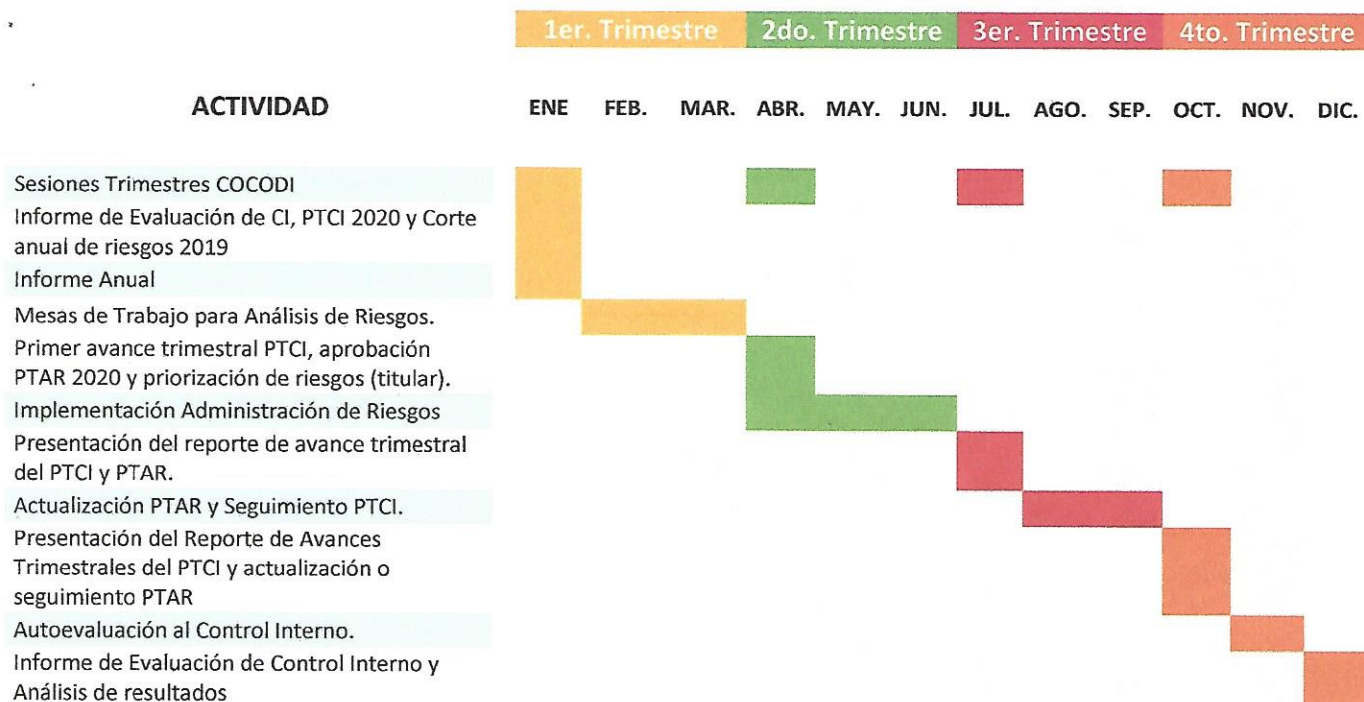 1er. Trimestre 2do. Trimestre 3er. Trimestre 4to. Trimestre
ACTIVIDAD ENE FEB. MAR. ABR. MAY. JUN. JUL. AGO. SEP. OCT. NOV. DIC.
Sesiones Trimestres COCODI
Informe de Evaluación de CI, PTCI 2020 y Corte
anual de riesgos 2019
Informe Anual
Mesas de Trabajo para Análisis de Riesgos.
Primer avance trimestral PTCI, aprobación
PTAR 2020 y priorización de riesgos (titular).
Implementación Administración de Riesgos
Presentación del reporte de avance trimestral
del PTCI y PTAR.
Actualización PTAR y Seguimiento PTCI.
Presentación del Reporte de Avances
Trimestrales del PTCI y actualización o
seguimiento PTAR
Autoevaluación al Control Interno.
Informe de Evaluación de Control Interno y
Análisis de resultados